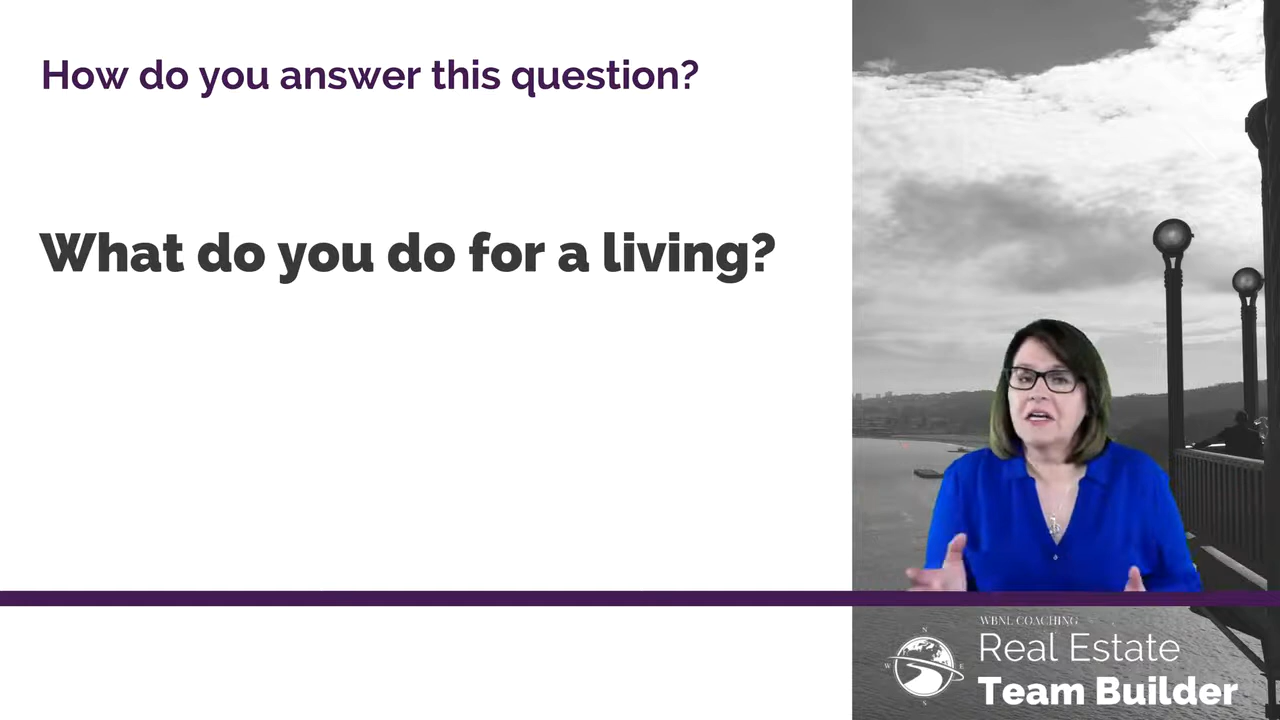 How do you answer this question?
What do you do for a living?
N
W
E
S
WBNL COACHING
Real Estate
Team Builder